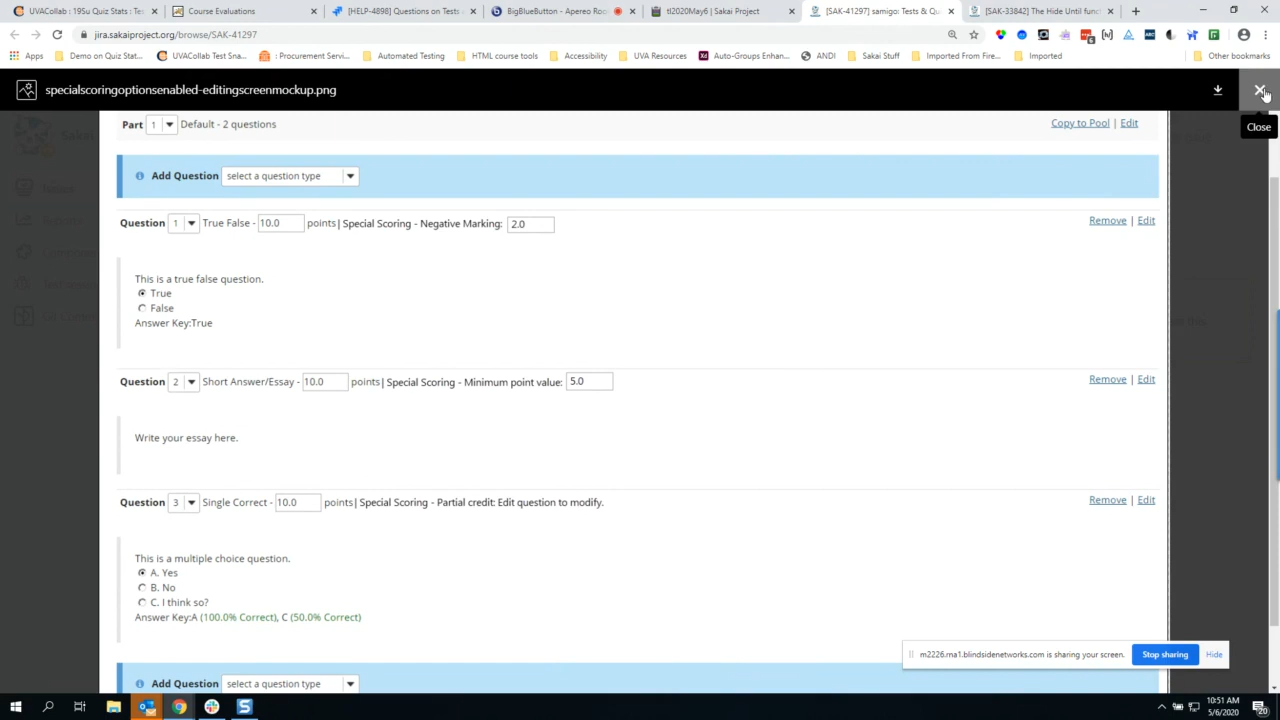 UVACollab : 195 Quiz Stats : Tes
Course Evaluations
[HELP-4898] Questions on Tests
BigBlueButton - Apereo Roo
tl2020May6 | Sakai Project
[SAK-41297] samigo: Tests & Qu
[SAK-33842] The Hide Until func
jira.sakaiproject.org/browse/SAK-41297
Apps
Demo on Quiz Stat...
UVACollab Test Sna...
: Procurement Servi...
Automated Testing
HTML course tools
Accessibility
UVA Resources
Auto-Groups Enhan...
ANDI
Sakai Stuff
Imported From Fire...
Imported
Other bookmarks
specialscoringoptionsenabled-editingscreenmockup.png
Close
Part 1 Default - 2 questions
Copy to Pool | Edit
Add Question select a question type
Question 1 True False - 10.0 points| Special Scoring - Negative Marking: 2.0
Remove | Edit
This is a true false question.
True
False
Answer Key:True
Question 2 Short Answer/Essay - 10.0 points| Special Scoring - Minimum point value: 5.0
Remove | Edit
Write your essay here.
Question 3 Single Correct - 10.0 points| Special Scoring - Partial credit: Edit question to modify.
Remove | Edit
This is a multiple choice question.
A. Yes
B. No
C. I think so?
Answer Key:A (100.0% Correct), C (50.0% Correct)
m2226.rna1.blindsidenetworks.com is sharing your screen.
Stop sharing
Hide
Add Question select a question type
10:51 AM
5/6/2020
20